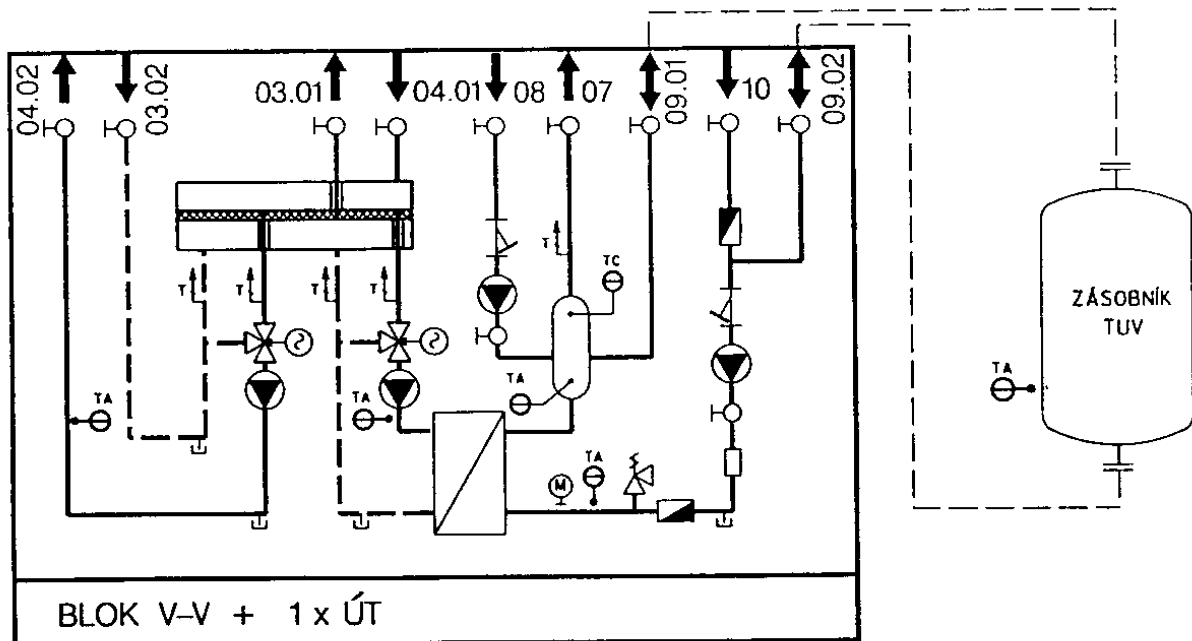 04.02
03.02
03.01
04.01
08
07
09.01
10
09.02
T
TC
T
T
T
T
ZÁSOBNÍK
TUV
TA
TA
TA
TA
TA
M
BLOK V–V + 1 x ÚT